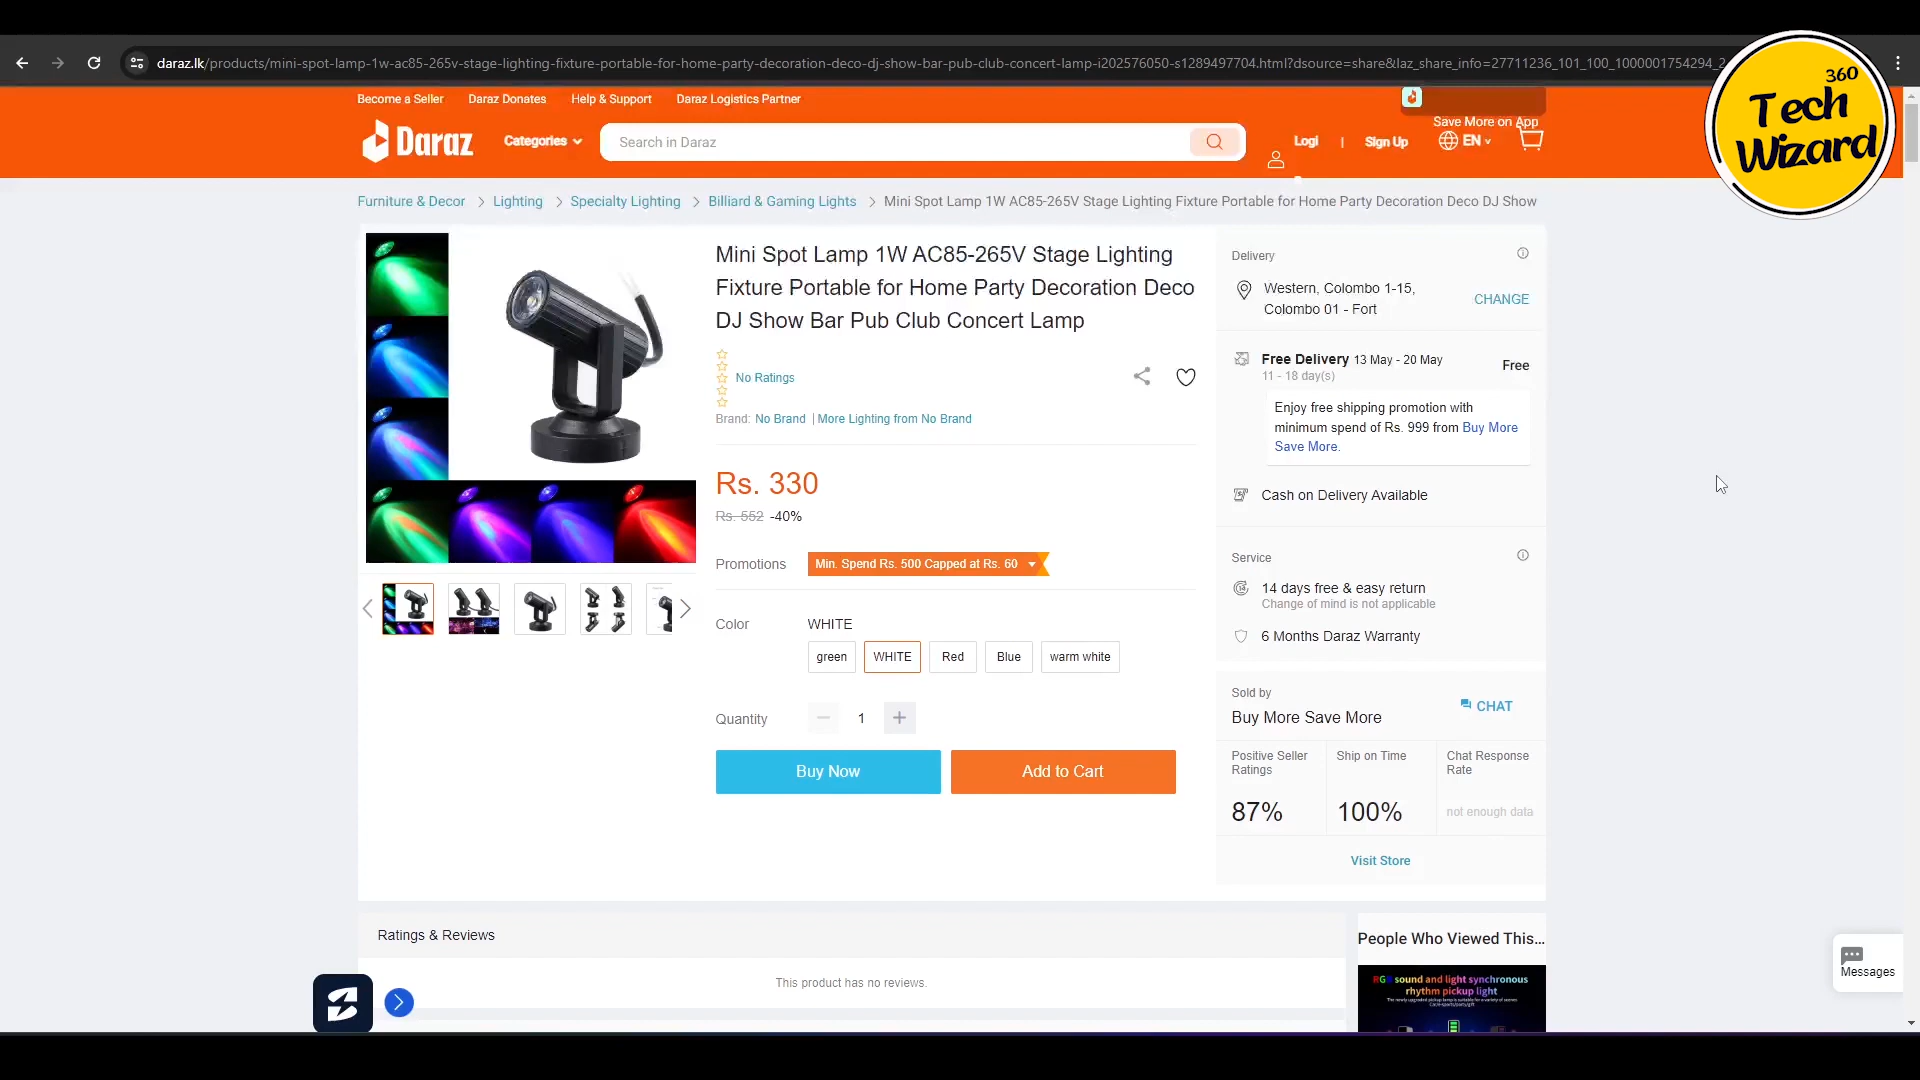 daraz.lk/products/mini-spot-lamp-1w-ac85-265v-stage-lighting-fixture-portable-for-home-party-decoration-deco-dj-show-bar-pub-club-concert-lamp-i202576050-s1289497704.html?dsource=share&laz_share_info=27711236_101_100_1000001754294_2
360
Tech
Wizard
Become a Seller Daraz Donates Help & Support Daraz Logistics Partner
Save More on App
Daraz Categories Search in Daraz Logi | Sign Up EN
Furniture & Decor > Lighting > Specialty Lighting > Billiard & Gaming Lights > Mini Spot Lamp 1W AC85-265V Stage Lighting Fixture Portable for Home Party Decoration Deco DJ Show
Mini Spot Lamp 1W AC85-265V Stage Lighting
Fixture Portable for Home Party Decoration Deco
DJ Show Bar Pub Club Concert Lamp
No Ratings
Brand: No Brand | More Lighting from No Brand
Rs. 330
Rs. 552 -40%
Promotions Min. Spend Rs. 500 Capped at Rs. 60
Color WHITE
green WHITE Red Blue warm white
Quantity 1
Buy Now Add to Cart
Delivery
Western, Colombo 1-15,
Colombo 01 - Fort
CHANGE
Free Delivery 13 May - 20 May
11 - 18 day(s)
Free
Enjoy free shipping promotion with
minimum spend of Rs. 999 from Buy More
Save More.
Cash on Delivery Available
Service
14 days free & easy return
Change of mind is not applicable
6 Months Daraz Warranty
Sold by
Buy More Save More
CHAT
Positive Seller
Ratings
Ship on Time
Chat Response
Rate
87% 100% not enough data
Visit Store
Ratings & Reviews
This product has no reviews.
People Who Viewed This...
RGB sound and light synchronous
rhythm pickup light
Messages